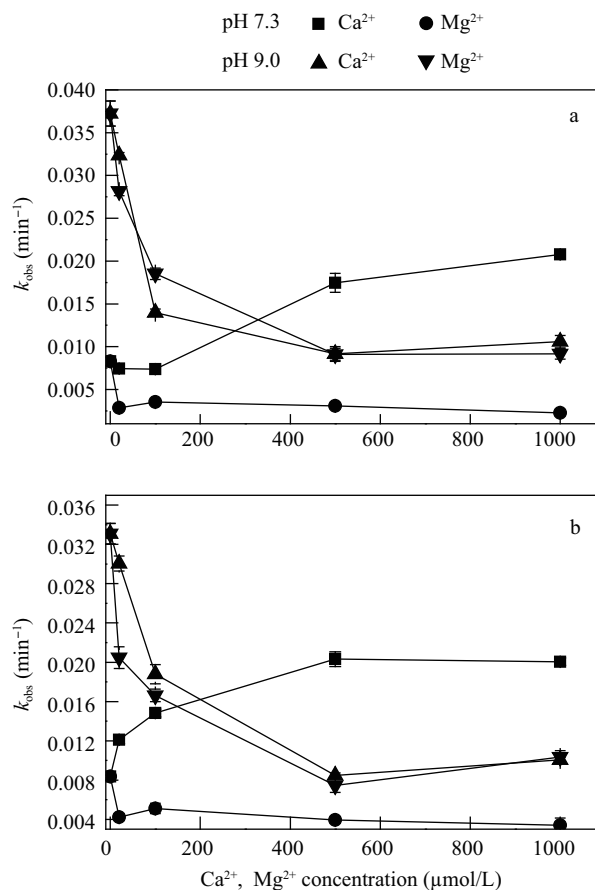 pH 7.3 ■ Ca²⁺ ● Mg²⁺
pH 9.0 ▲ Ca²⁺ ▼ Mg²⁺
a
0.040
0.035
0.030
0.025
0.020
0.015
0.010
0.005
k_obs (min⁻¹)
0 200 400 600 800 1000
b
0.036
0.032
0.028
0.024
0.020
0.016
0.012
0.008
0.004
k_obs (min⁻¹)
0 200 400 600 800 1000
Ca²⁺, Mg²⁺ concentration (μmol/L)